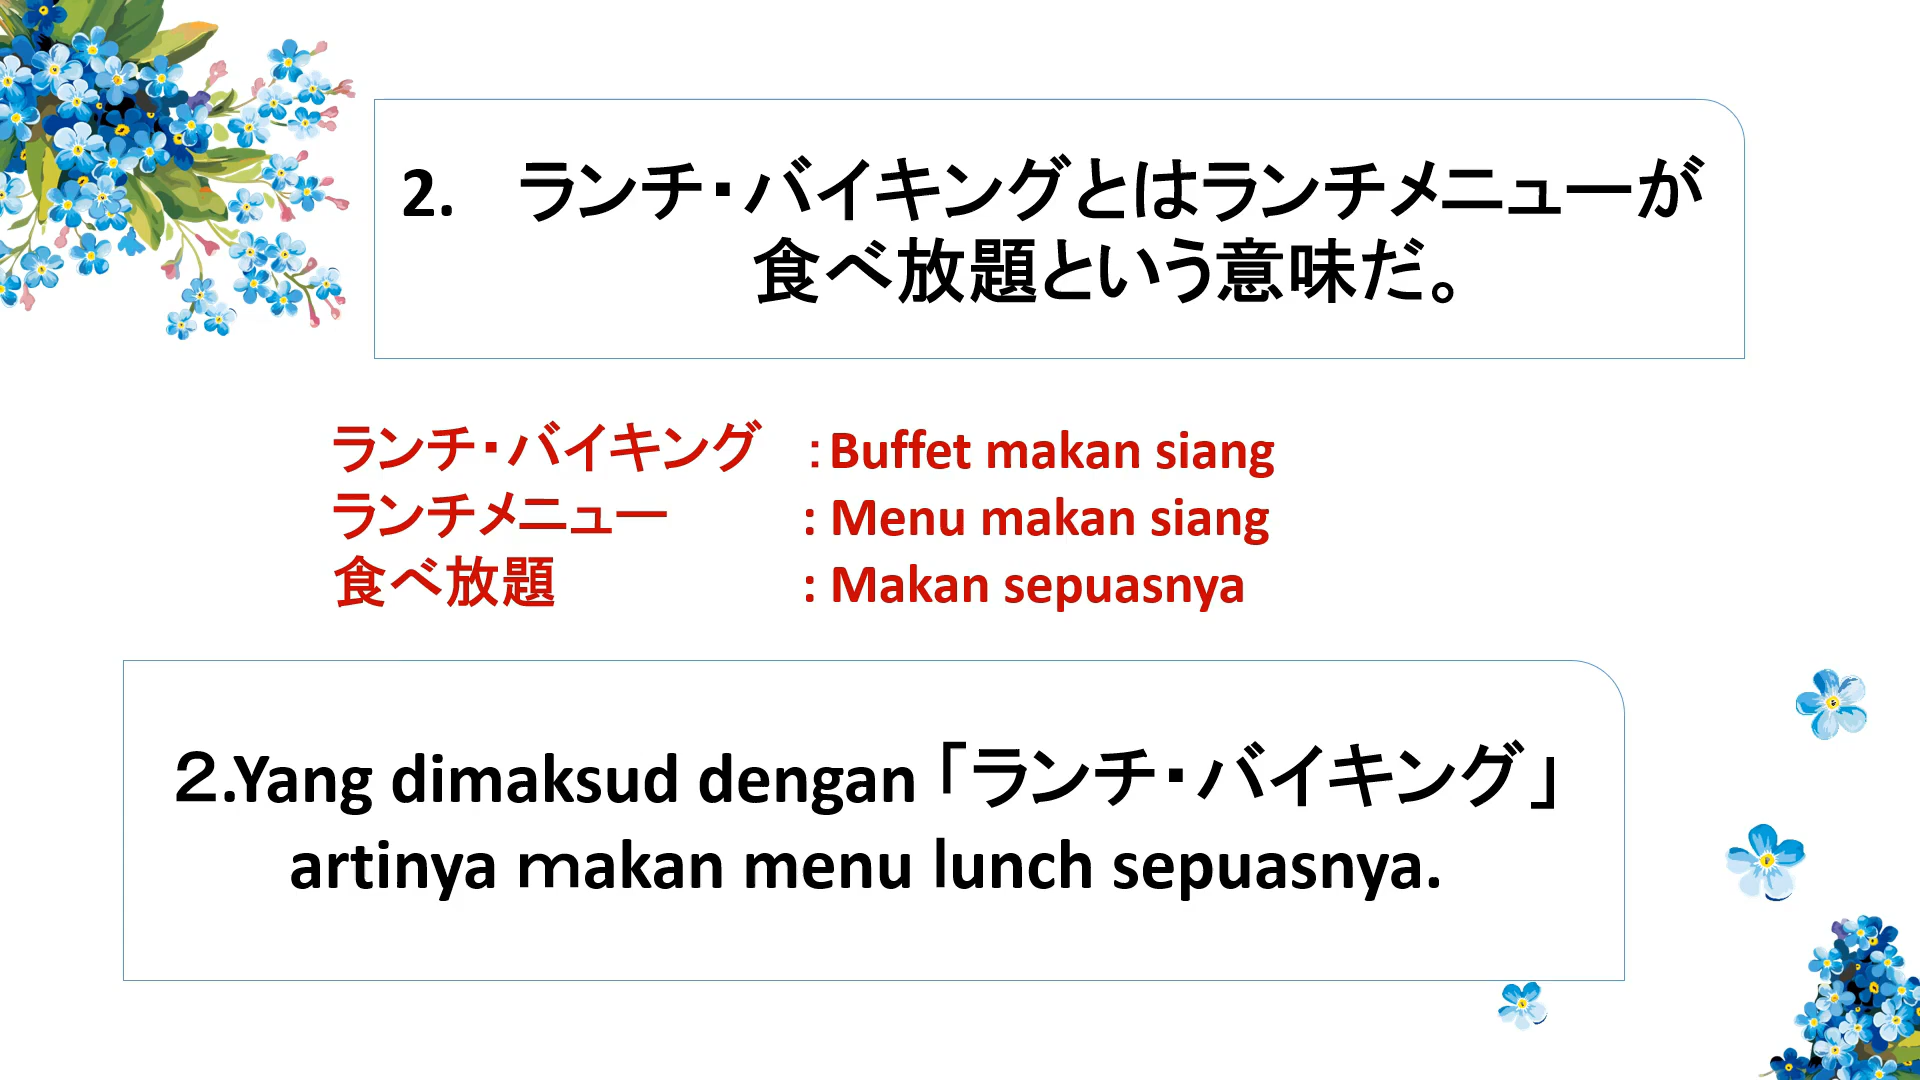 2. ランチ・バイキングとはランチメニューが
食べ放題という意味だ。
ランチ・バイキング :Buffet makan siang
ランチメニュー : Menu makan siang
食べ放題 : Makan sepuasnya
２.Yang dimaksud dengan 「ランチ・バイキング」
artinya makan menu lunch sepuasnya.